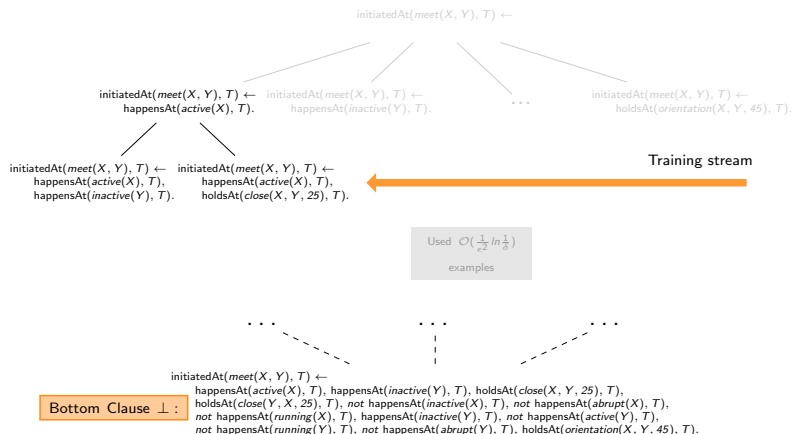 initiatedAt(meet(X, Y), T) ←
initiatedAt(meet(X, Y), T) ←
happensAt(active(X), T).
initiatedAt(meet(X, Y), T) ←
happensAt(inactive(Y), T).
...
initiatedAt(meet(X, Y), T) ←
holdsAt(orientation(X, Y, 45), T).
initiatedAt(meet(X, Y), T) ←
happensAt(active(X), T),
happensAt(inactive(Y), T).
initiatedAt(meet(X, Y), T) ←
happensAt(active(X), T),
holdsAt(close(X, Y, 25), T).
Training stream
Used 𝒪(1/ϵ² ln 1/δ)
examples
... ... ...
initiatedAt(meet(X, Y), T) ←
happensAt(active(X), T), happensAt(inactive(Y), T), holdsAt(close(X, Y, 25), T),
holdsAt(close(Y, X, 25), T), not happensAt(inactive(X), T), not happensAt(abrupt(X), T),
Bottom Clause ⊥ :
not happensAt(running(X), T), happensAt(inactive(Y), T), not happensAt(active(Y), T),
not happensAt(running(Y), T), not happensAt(abrupt(Y), T), holdsAt(orientation(X, Y, 45), T).